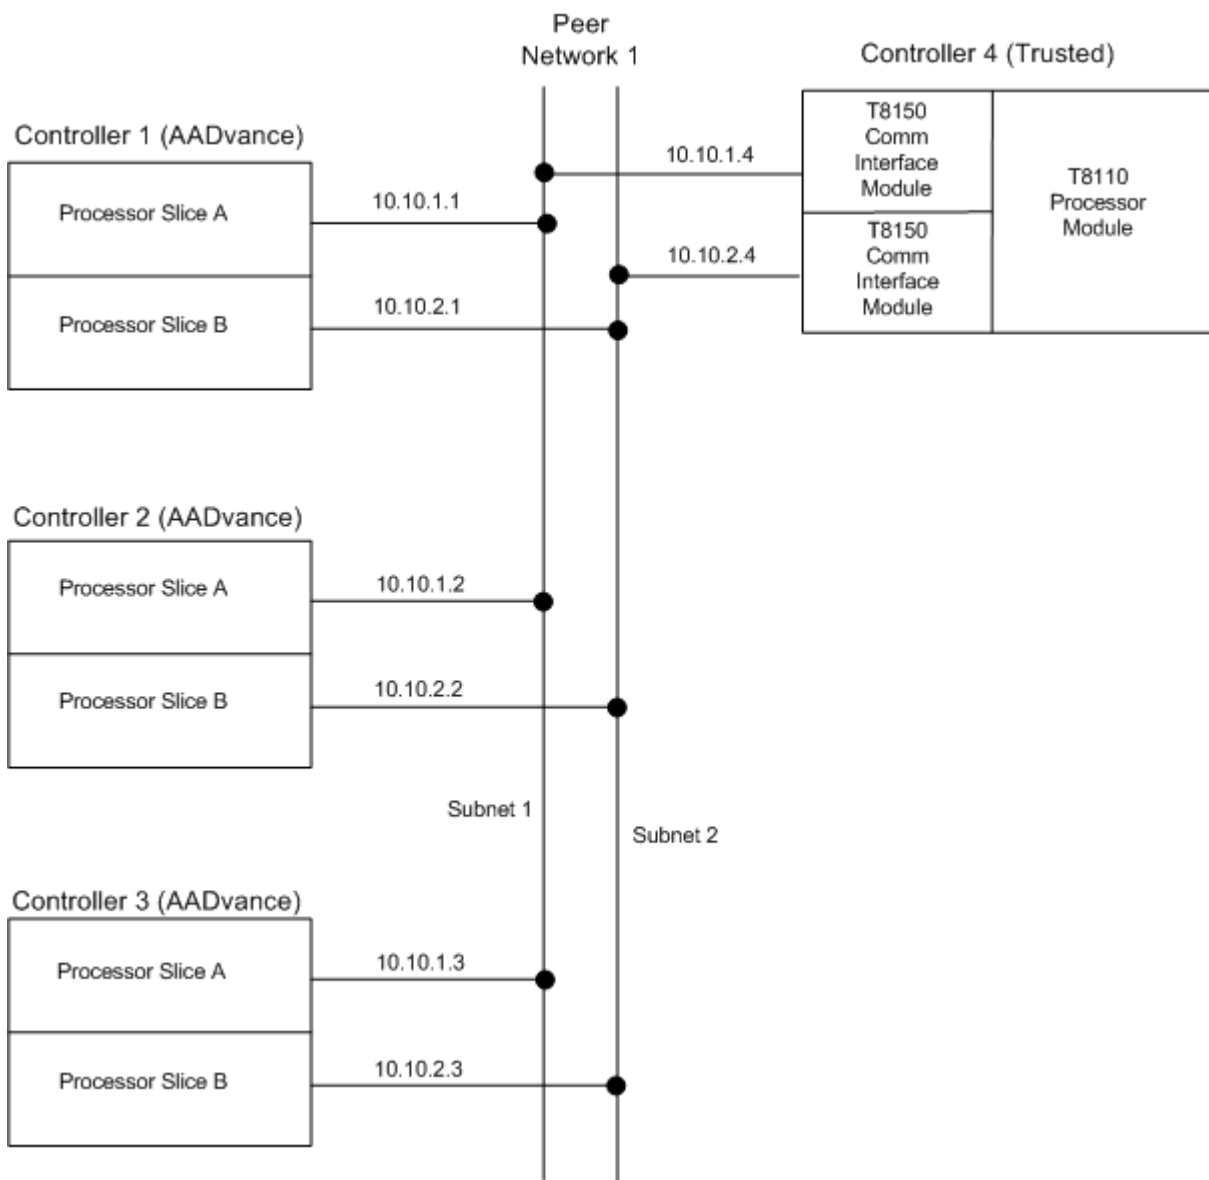 Peer
Network 1
Controller 4 (Trusted)
T8150
Comm
Interface
Module
T8110
Processor
Module
T8150
Comm
Interface
Module
10.10.1.4
10.10.2.4
Controller 1 (AADvance)
Processor Slice A
10.10.1.1
Processor Slice B
10.10.2.1
Controller 2 (AADvance)
Processor Slice A
10.10.1.2
Processor Slice B
10.10.2.2
Subnet 1
Subnet 2
Controller 3 (AADvance)
Processor Slice A
10.10.1.3
Processor Slice B
10.10.2.3